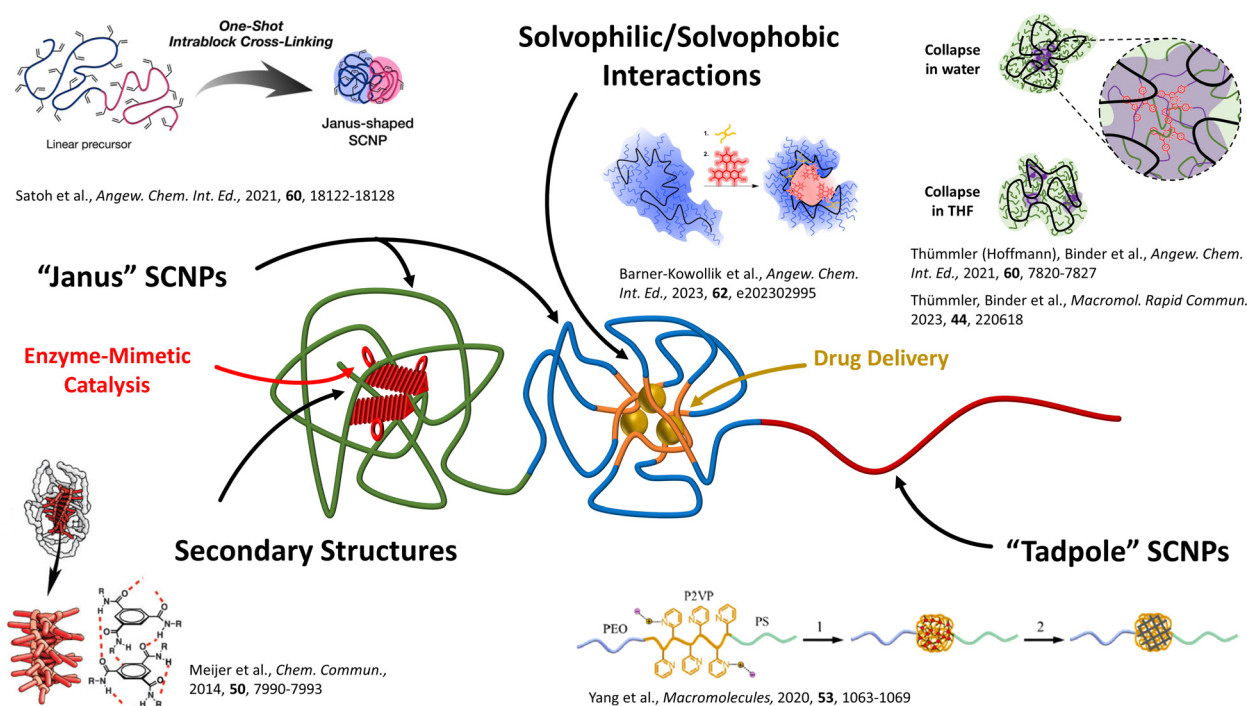 One-Shot
Intrablock Cross-Linking
Linear precursor
Janus-shaped
SCNP
Satoh et al., Angew. Chem. Int. Ed., 2021, 60, 18122-18128
Solvophilic/Solvophobic
Interactions
1.
2.
Barner-Kowollik et al., Angew. Chem.
Int. Ed., 2023, 62, e202302995
Collapse
in water
Collapse
in THF
Thümmler (Hoffmann), Binder et al., Angew. Chem.
Int. Ed., 2021, 60, 7820-7827
Thümmler, Binder et al., Macromol. Rapid Commun.
2023, 44, 220618
“Janus” SCNPs
Enzyme-Mimetic
Catalysis
Drug Delivery
Secondary Structures
“Tadpole” SCNPs
Meijer et al., Chem. Commun.,
2014, 50, 7990-7993
PEO
P2VP
PS
1
2
Yang et al., Macromolecules, 2020, 53, 1063-1069